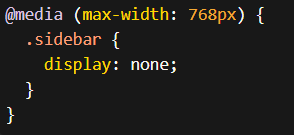 @media (max-width: 768px) {
  .sidebar {
    display: none;
  }
}